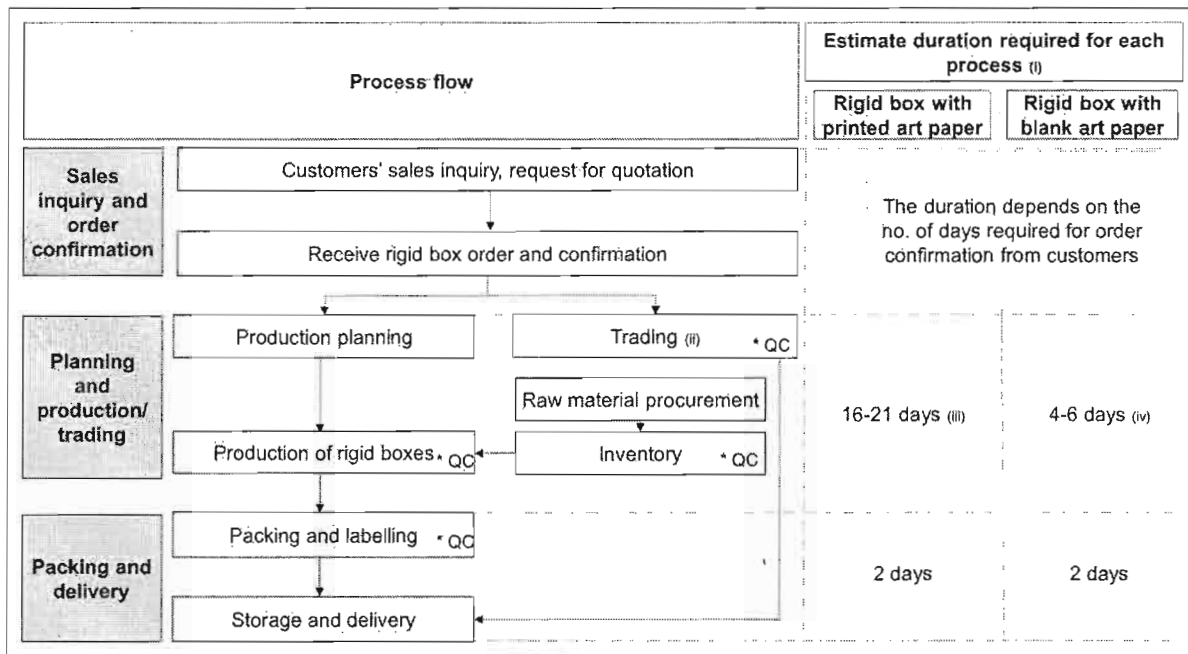 Process flow
Estimate duration required for each
process (i)
Rigid box with
printed art paper
Rigid box with
blank art paper
Sales
inquiry and
order
confirmation
Customers' sales inquiry, request for quotation
Receive rigid box order and confirmation
The duration depends on the
no. of days required for order
confirmation from customers
Planning
and
production/
trading
Production planning
Trading (ii) * QC
Raw material procurement
Production of rigid boxes * QC
Inventory * QC
16-21 days (iii)
4-6 days (iv)
Packing and
delivery
Packing and labelling * QC
Storage and delivery
2 days
2 days